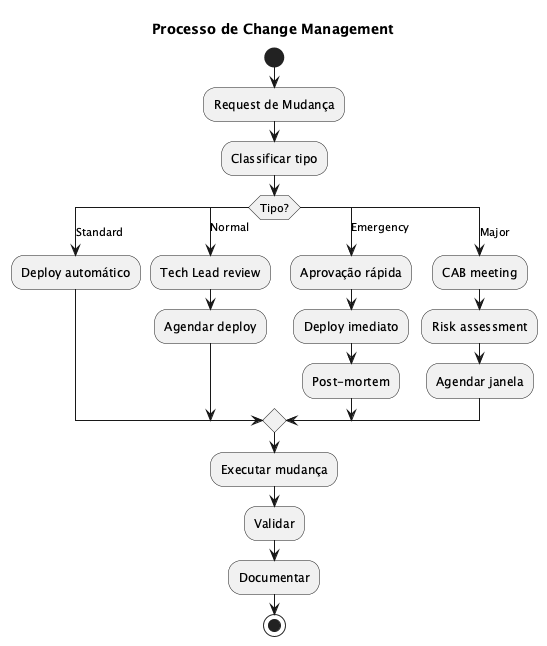 Processo de Change Management
Request de Mudança
Classificar tipo
Tipo?
Standard
Normal
Emergency
Major
Deploy automático
Tech Lead review
Aprovação rápida
CAB meeting
Agendar deploy
Deploy imediato
Risk assessment
Post-mortem
Agendar janela
Executar mudança
Validar
Documentar